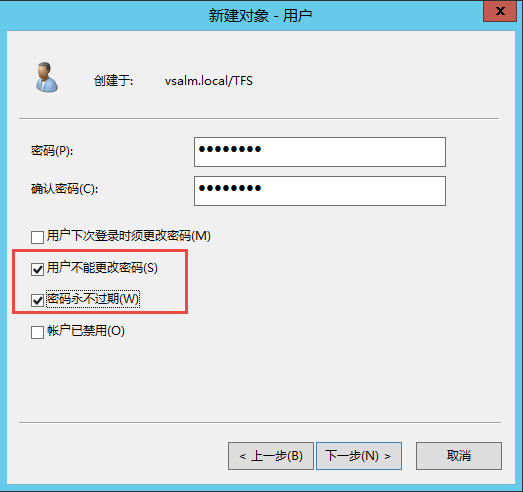 新建对象 - 用户
x
创建于: vsalm.local/TFS
密码(P): ●●●●●●●●
确认密码(C): ●●●●●●●●
用户下次登录时须更改密码(M)
用户不能更改密码(S)
密码永不过期(W)
帐户已禁用(O)
< 上一步(B) 下一步(N) > 取消